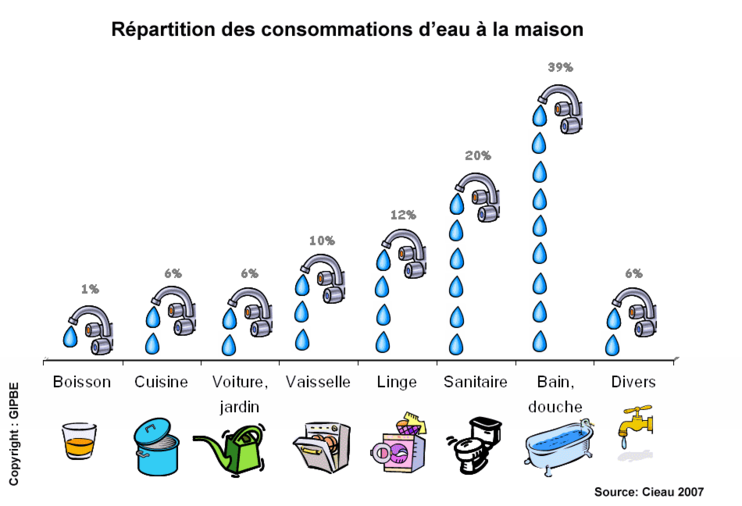 Répartition des consommations d’eau à la maison
39%
20%
12%
10%
6%
6%
6%
1%
Boisson
Cuisine
Voiture,
jardin
Vaisselle
Linge
Sanitaire
Bain,
douche
Divers
Copyright : GIPBE
Source: Cieau 2007